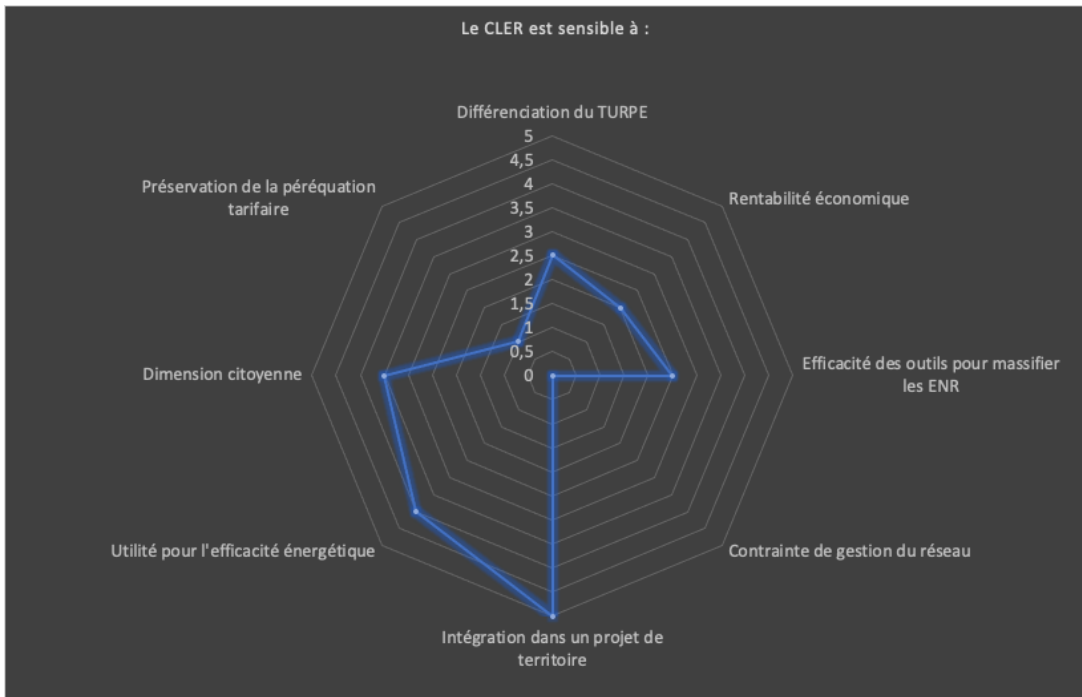 Le CLER est sensible à :
Différenciation du TURPE
5
4,5
4
3,5
3
2,5
2
1,5
1
0,5
0
Rentabilité économique
Efficacité des outils pour massifier
les ENR
Contrainte de gestion du réseau
Intégration dans un projet de
territoire
Utilité pour l'efficacité énergétique
Dimension citoyenne
Préservation de la péréquation
tarifaire